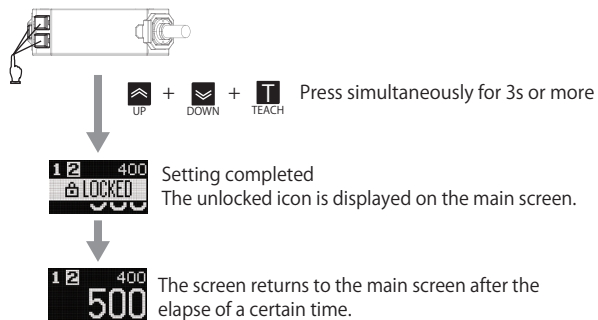 UP + DOWN + T TEACH Press simultaneously for 3s or more
1 2 400
LOCKED
Setting completed
The unlocked icon is displayed on the main screen.
1 2 400
500
The screen returns to the main screen after the
elapse of a certain time.